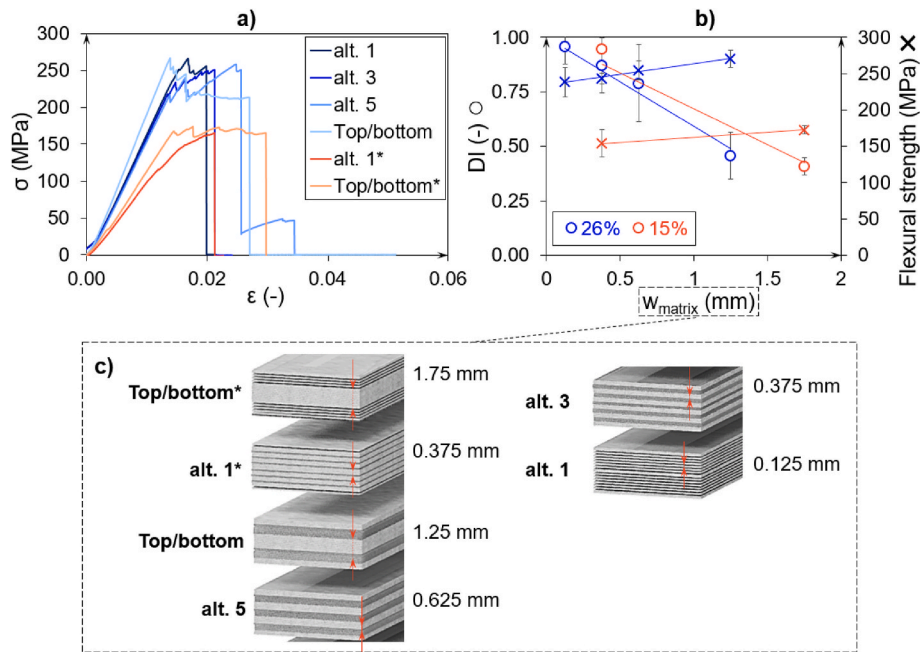 a)
300
250
200
150
100
50
0
σ (MPa)
0.00
0.02
0.04
0.06
ε (-)
alt. 1
alt. 3
alt. 5
Top/bottom
alt. 1*
Top/bottom*
b)
1.00
0.75
0.50
0.25
0.00
DI (-) O
26%
15%
0
0.5
1
1.5
2
w_matrix (mm)
300
250
200
150
100
50
0
Flexural strength (MPa) ×
c)
Top/bottom*
1.75 mm
alt. 1*
0.375 mm
Top/bottom
1.25 mm
alt. 5
0.625 mm
alt. 3
0.375 mm
alt. 1
0.125 mm